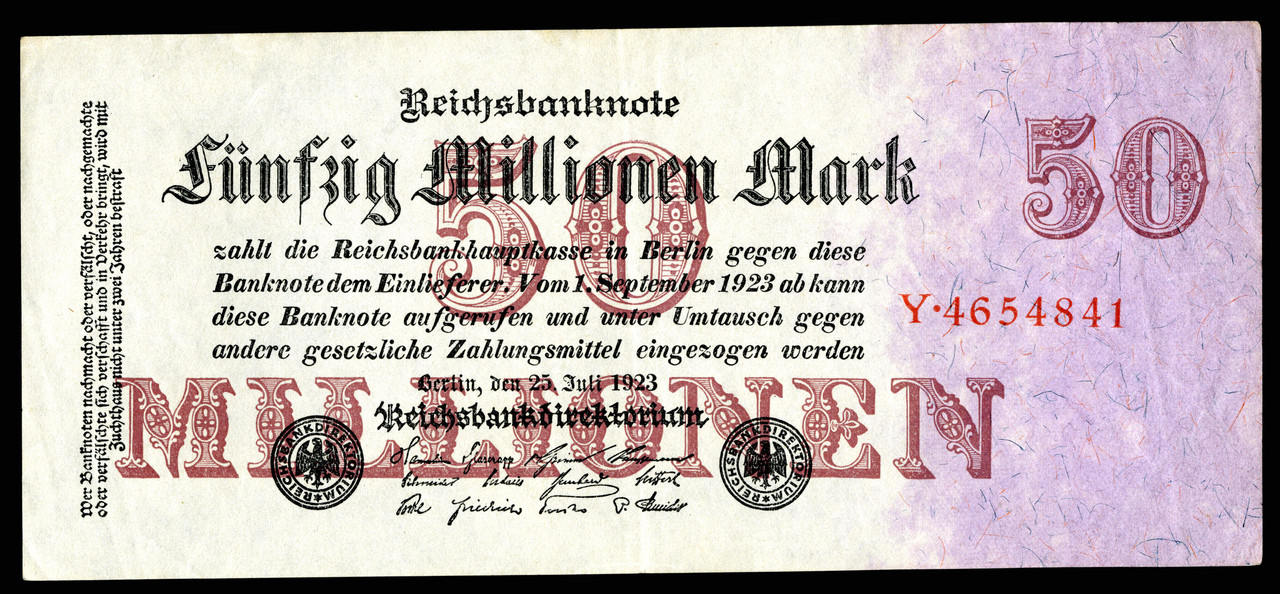 Reichsbanknote
Fünfzig Millionen Mark
50
50
zahlt die Reichsbankhauptkasse in Berlin gegen diese
Banknote dem Einlieferer. Vom 1. September 1923 ab kann
diese Banknote aufgerufen und unter Umtausch gegen
andere gesetzliche Zahlungsmittel eingezogen werden
Y·4654841
Berlin, den 25. Juli 1923
MILLIONEN
Reichsbankdirektorium
REICHSBANKDIREKTORIUM
REICHSBANKDIREKTORIUM
Schneider
Friedrich
P.
Wer Banknoten nachmacht oder verfälscht, oder nachgemachte
oder verfälschte sich verschafft und in Verkehr bringt, wird mit
Zuchthaus nicht unter zwei Jahren bestraft